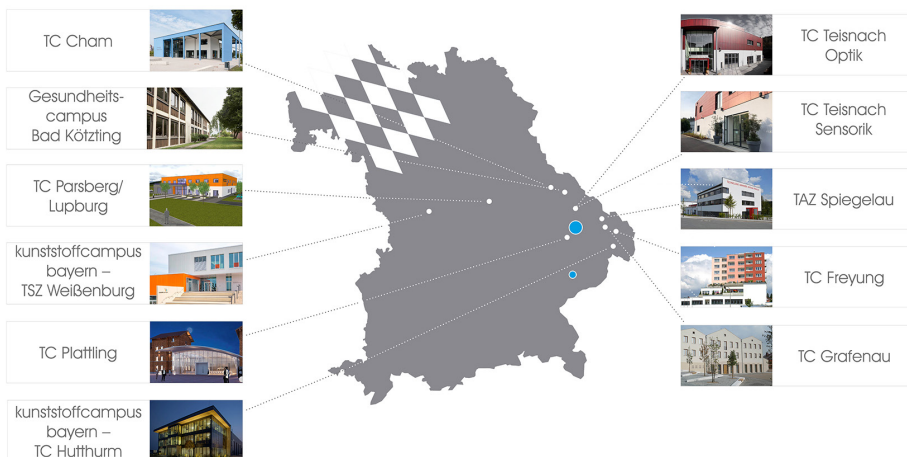 TC Cham
Gesundheits-
campus
Bad Kötzting
TC Parsberg/
Lupburg
kunststoffcampus
bayern –
TSZ Weißenburg
TC Plattling
kunststoffcampus
bayern –
TC Hutthurm
TC Teisnach
Optik
TC Teisnach
Sensorik
TAZ Spiegelau
TC Freyung
TC Grafenau